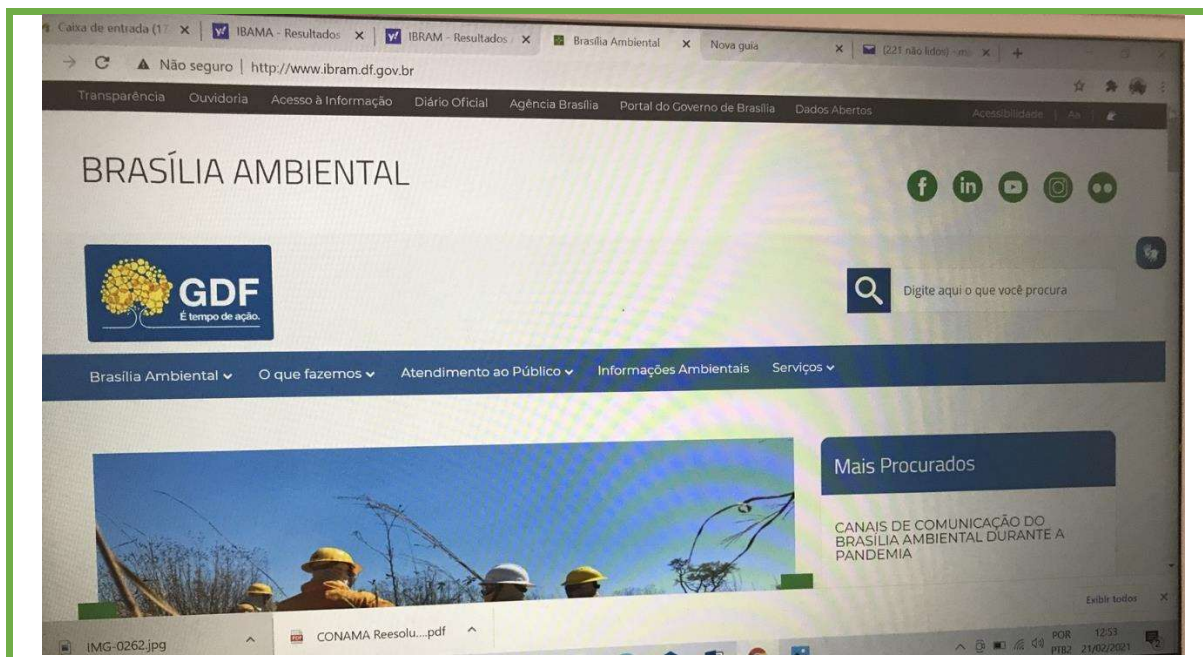 Caixa de entrada (17 IBAMA - Resultados IBRAM - Resultados Brasília Ambiental Nova guia (221 não lidos)
Não seguro | http://www.ibram.df.gov.br
Transparência Ouvidoria Acesso à Informação Diário Oficial Agência Brasília Portal do Governo de Brasília Dados Abertos Acessibilidade | Aa |
BRASÍLIA AMBIENTAL
GDF
É tempo de ação.
Digite aqui o que você procura
Brasília Ambiental O que fazemos Atendimento ao Público Informações Ambientais Serviços
Mais Procurados
CANAIS DE COMUNICAÇÃO DO
BRASÍLIA AMBIENTAL DURANTE A
PANDEMIA
Exibir todos
IMG-0262.jpg CONAMA Reesolu....pdf
POR 12:53
PTB2 21/02/2021